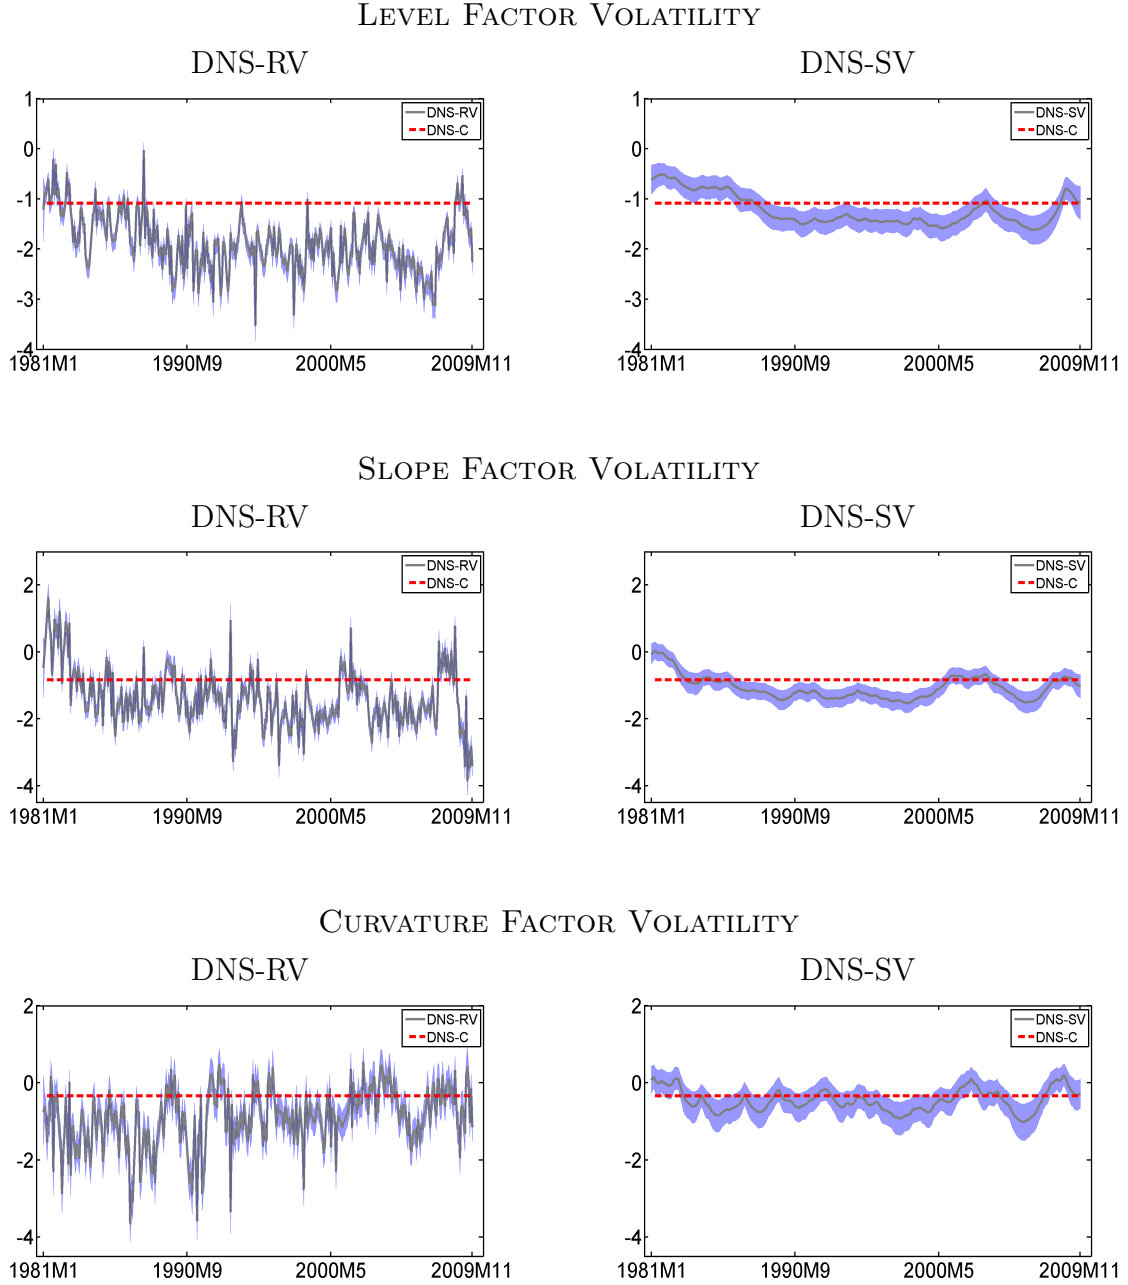 LEVEL FACTOR VOLATILITY
DNS-RV
DNS-SV
1
0
-1
-2
-3
-4
1981M1 1990M9 2000M5 2009M11
DNS-RV
DNS-C
1
0
-1
-2
-3
-4
1981M1 1990M9 2000M5 2009M11
DNS-SV
DNS-C
SLOPE FACTOR VOLATILITY
DNS-RV
DNS-SV
2
0
-2
-4
1981M1 1990M9 2000M5 2009M11
DNS-RV
DNS-C
2
0
-2
-4
1981M1 1990M9 2000M5 2009M11
DNS-SV
DNS-C
CURVATURE FACTOR VOLATILITY
DNS-RV
DNS-SV
2
0
-2
-4
1981M1 1990M9 2000M5 2009M11
DNS-RV
DNS-C
2
0
-2
-4
1981M1 1990M9 2000M5 2009M11
DNS-SV
DNS-C